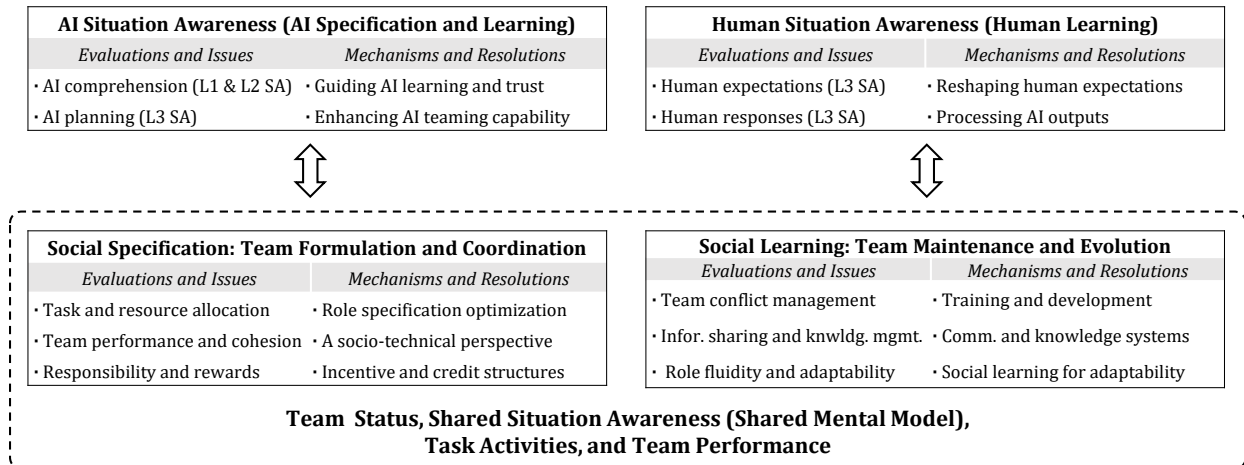 AI Situation Awareness (AI Specification and Learning)
Evaluations and Issues Mechanisms and Resolutions
· AI comprehension (L1 & L2 SA) · Guiding AI learning and trust
· AI planning (L3 SA) · Enhancing AI teaming capability
Human Situation Awareness (Human Learning)
Evaluations and Issues Mechanisms and Resolutions
· Human expectations (L3 SA) · Reshaping human expectations
· Human responses (L3 SA) · Processing AI outputs
Social Specification: Team Formulation and Coordination
Evaluations and Issues Mechanisms and Resolutions
· Task and resource allocation · Role specification optimization
· Team performance and cohesion · A socio-technical perspective
· Responsibility and rewards · Incentive and credit structures
Social Learning: Team Maintenance and Evolution
Evaluations and Issues Mechanisms and Resolutions
· Team conflict management · Training and development
· Infor. sharing and knwldg. mgmt. · Comm. and knowledge systems
· Role fluidity and adaptability · Social learning for adaptability
Team Status, Shared Situation Awareness (Shared Mental Model),
Task Activities, and Team Performance